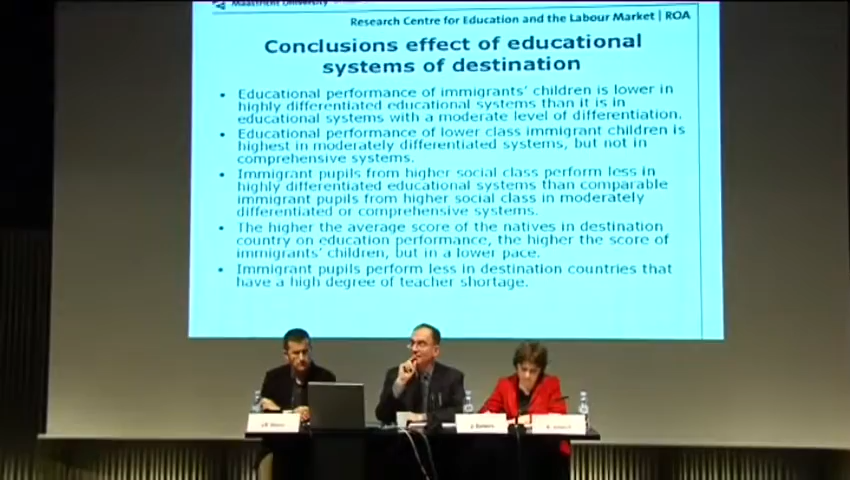 Maastricht University
Research Centre for Education and the Labour Market | ROA
Conclusions effect of educational
systems of destination
• Educational performance of immigrants' children is lower in
highly differentiated educational systems than it is in
educational systems with a moderate level of differentiation.
• Educational performance of lower class immigrant children is
highest in moderately differentiated systems, but not in
comprehensive systems.
• Immigrant pupils from higher social class perform less in
highly differentiated educational systems than comparable
immigrant pupils from higher social class in moderately
differentiated or comprehensive systems.
• The higher the average score of the natives in destination
country on education performance, the higher the score of
immigrants' children, but in a lower pace.
• Immigrant pupils perform less in destination countries that
have a high degree of teacher shortage.